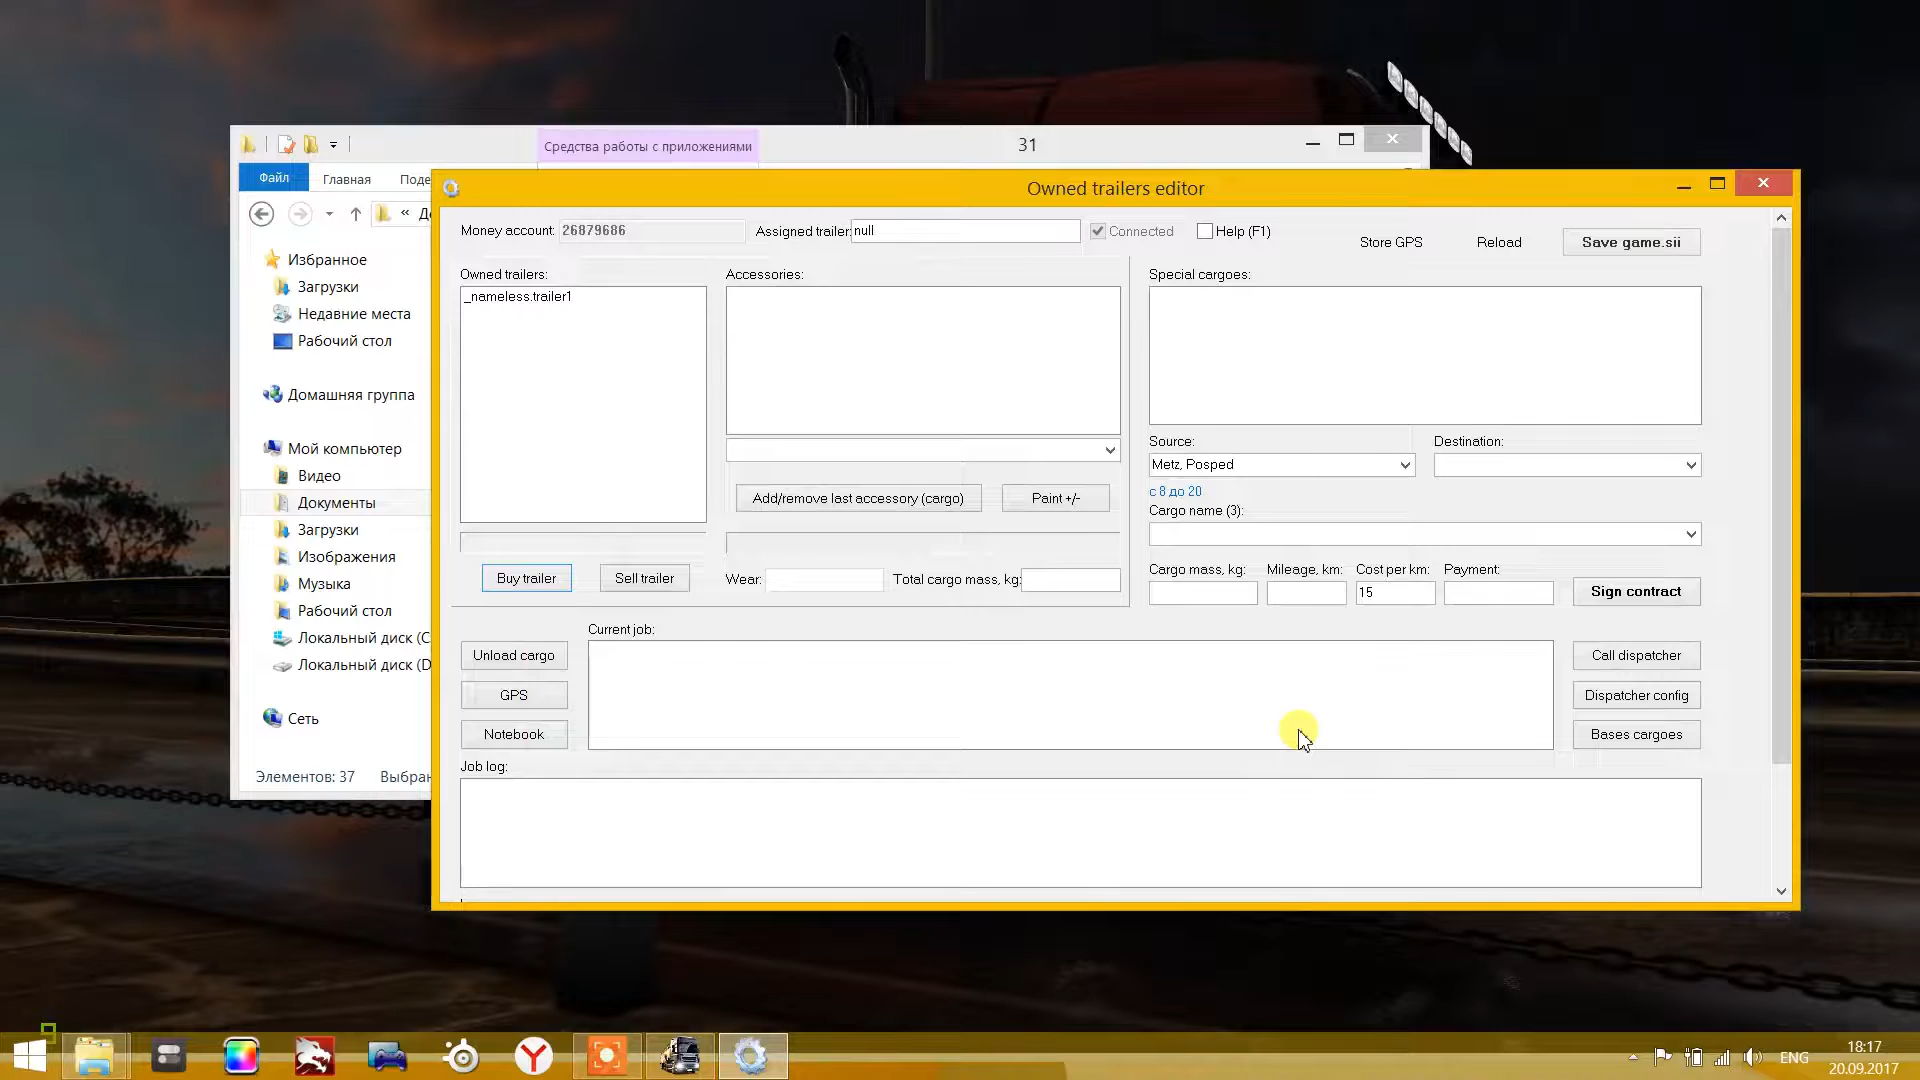 Средства работы с приложениями
31
Файл
Главная
Поде
«
Избранное
Загрузки
Недавние места
Рабочий стол
Домашняя группа
Мой компьютер
Видео
Документы
Загрузки
Изображения
Музыка
Рабочий стол
Локальный диск (C
Локальный диск (D
Сеть
Элементов: 37
Owned trailers editor
Money account: 26879686
Assigned trailer: null
Connected
Help (F1)
Store GPS
Reload
Save game.sii
Owned trailers:
_nameless.trailer1
Accessories:
Special cargoes:
Source:
Destination:
Metz, Posped
с 8 до 20
Cargo name (3):
Add/remove last accessory (cargo)
Paint +/-
Buy trailer
Sell trailer
Wear:
Total cargo mass, kg:
Cargo mass, kg:
Mileage, km:
Cost per km:
Payment:
15
Sign contract
Current job:
Unload cargo
GPS
Notebook
Call dispatcher
Dispatcher config
Bases cargoes
Job log:
ENG
18:17
20.09.2017